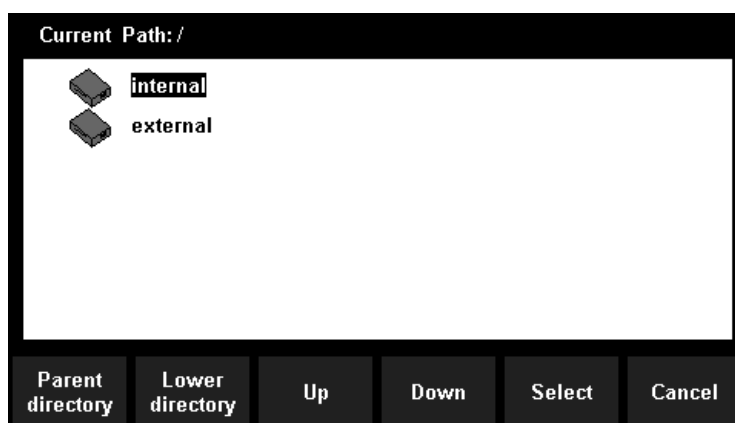 Current Path: /
internal
external
Parent directory
Lower directory
Up
Down
Select
Cancel